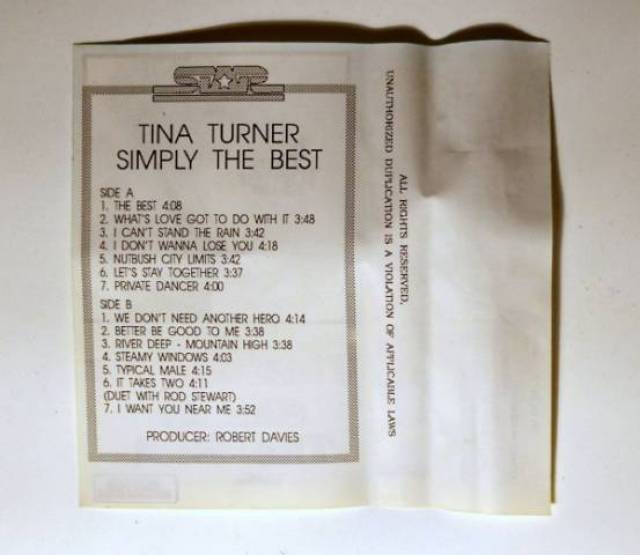 STAR
TINA TURNER
SIMPLY THE BEST
SIDE A
1. THE BEST 4:08
2. WHAT'S LOVE GOT TO DO WITH IT 3:48
3. I CAN'T STAND THE RAIN 3:42
4. I DON'T WANNA LOSE YOU 4:18
5. NUTBUSH CITY LIMITS 3:42
6. LET'S STAY TOGETHER 3:37
7. PRIVATE DANCER 4:00
SIDE B
1. WE DON'T NEED ANOTHER HERO 4:14
2. BETTER BE GOOD TO ME 3:38
3. RIVER DEEP - MOUNTAIN HIGH 3:38
4. STEAMY WINDOWS 4:03
5. TYPICAL MALE 4:15
6. IT TAKES TWO 4:11
(DUET WITH ROD STEWART)
7. I WANT YOU NEAR ME 3:52
PRODUCER: ROBERT DAVIES
ALL RIGHTS RESERVED.
UNAUTHORIZED DUPLICATION IS A VIOLATION OF APPLICABLE LAWS